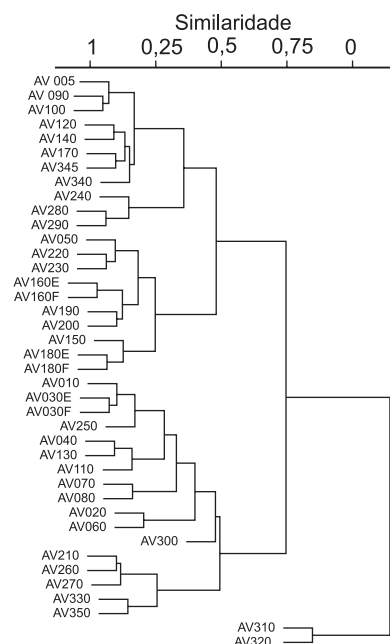 Similaridade
1 0,25 0,5 0,75 0
AV 005
AV 090
AV100
AV120
AV140
AV170
AV345
AV340
AV240
AV280
AV290
AV050
AV220
AV230
AV160E
AV160F
AV190
AV200
AV150
AV180E
AV180F
AV010
AV030E
AV030F
AV250
AV040
AV130
AV110
AV070
AV080
AV020
AV060
AV300
AV210
AV260
AV270
AV330
AV350
AV310
AV320